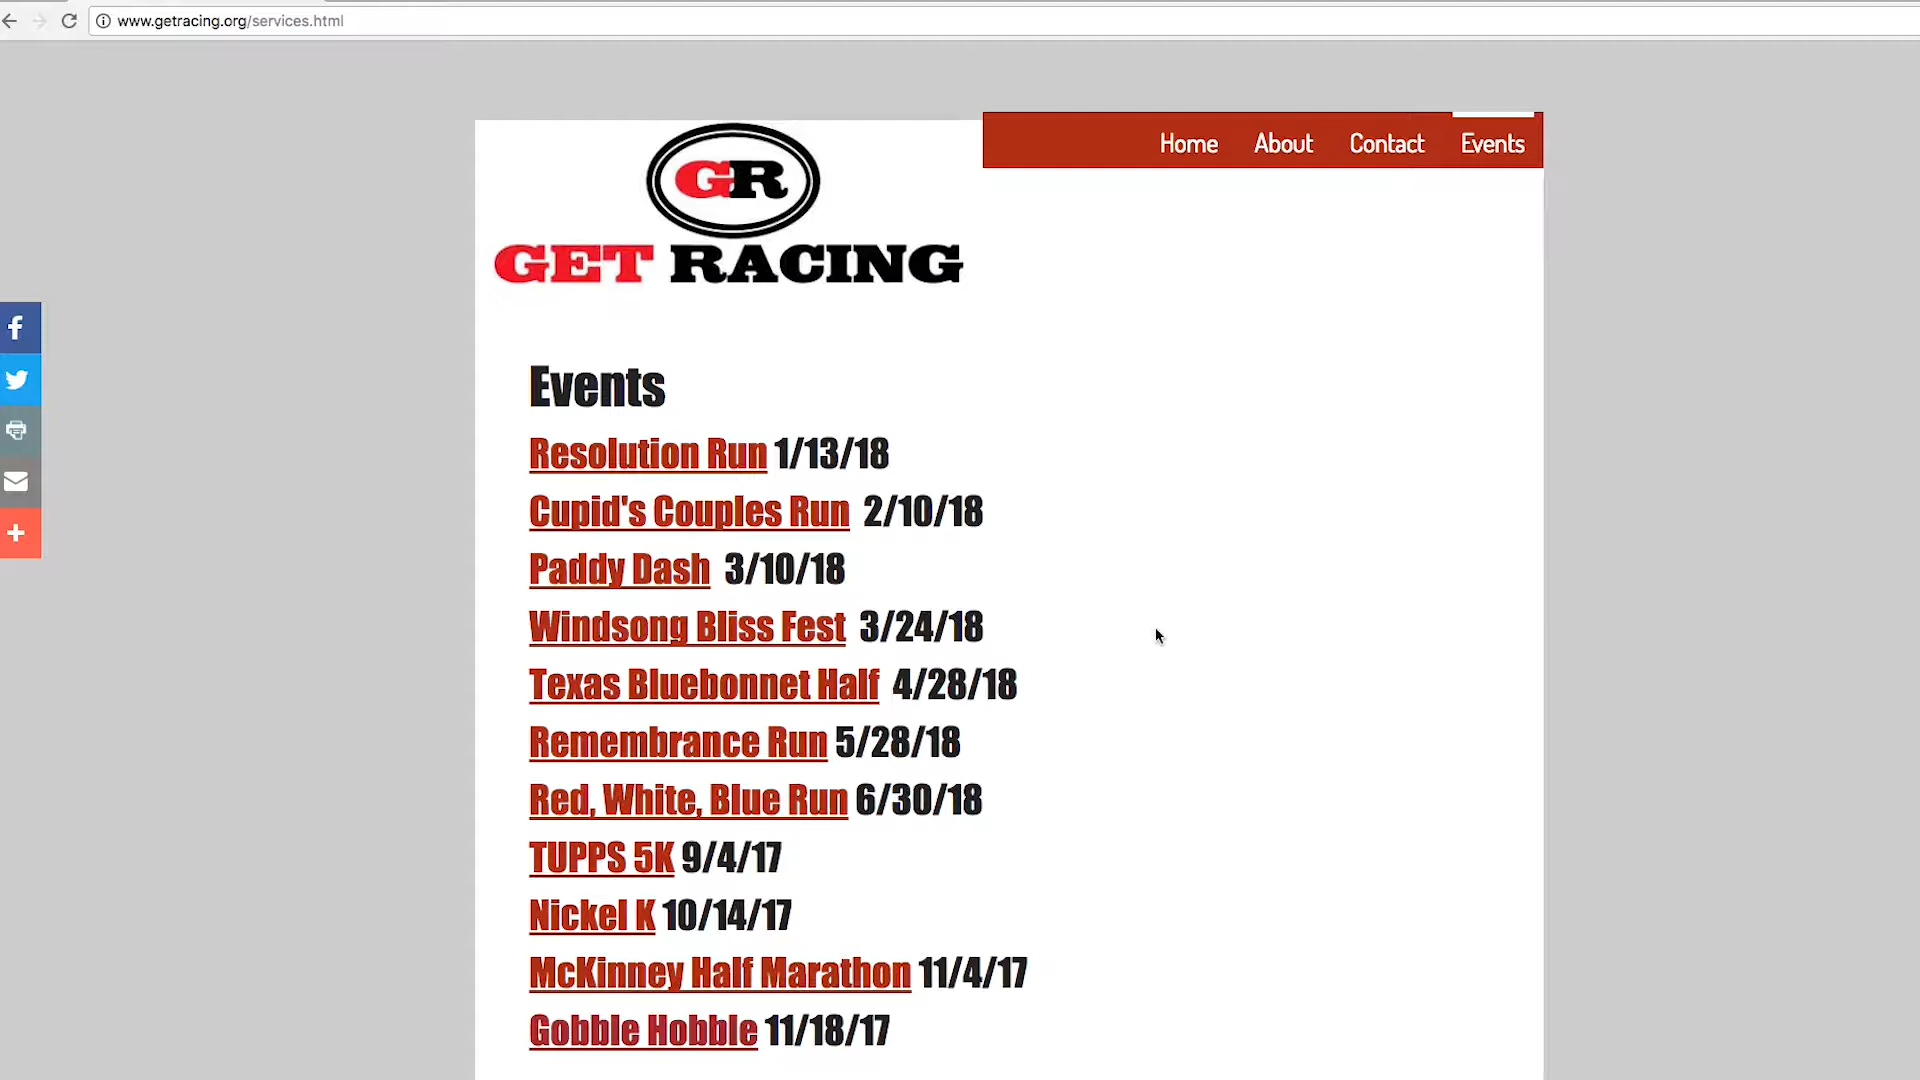 www.getracing.org/services.html
Home About Contact Events
GR
GET RACING
Events
Resolution Run 1/13/18
Cupid's Couples Run 2/10/18
Paddy Dash 3/10/18
Windsong Bliss Fest 3/24/18
Texas Bluebonnet Half 4/28/18
Remembrance Run 5/28/18
Red, White, Blue Run 6/30/18
TUPPS 5K 9/4/17
Nickel K 10/14/17
McKinney Half Marathon 11/4/17
Gobble Hobble 11/18/17